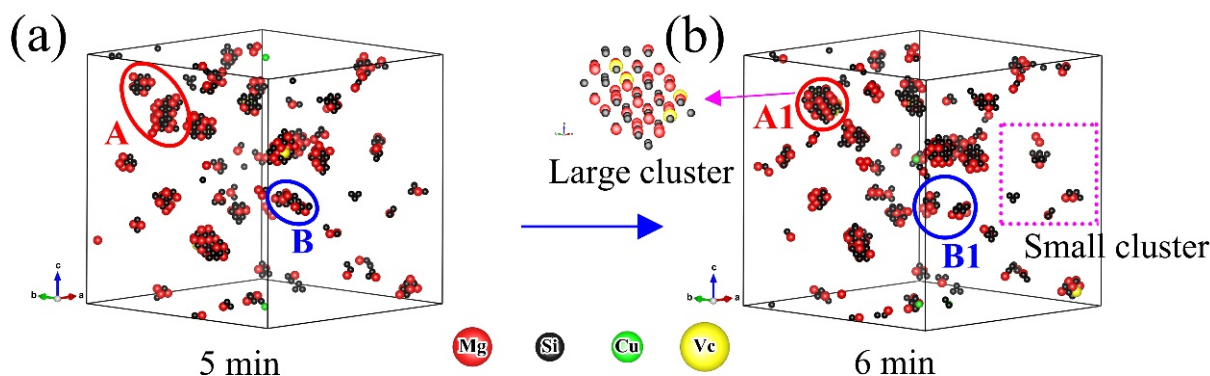 (a)
A
B
c
b
a
5 min
Large cluster
(b)
A1
B1
Small cluster
c
b
a
6 min
Mg
Si
Cu
Vc